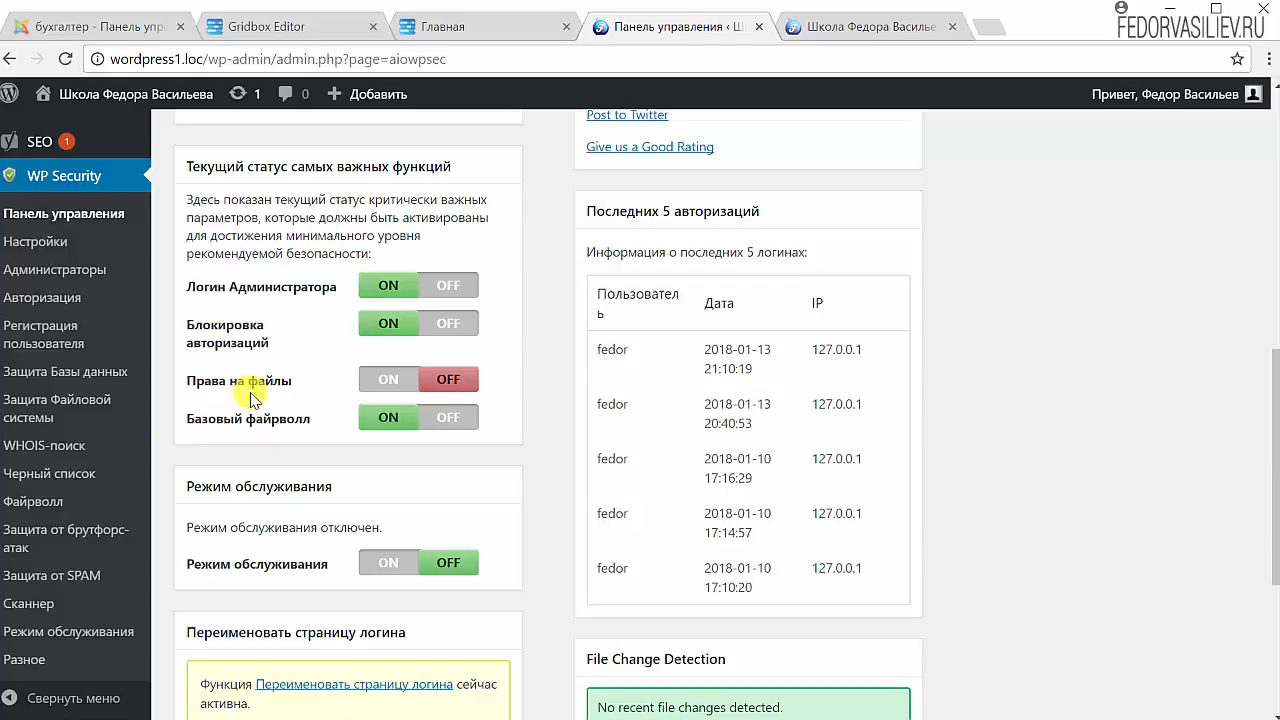 бухгалтер - Панель упр
Gridbox Editor
Главная
Панель управления ‹ Ш
Школа Федора Василье
FEDORVASILIEV.RU
wordpress1.loc/wp-admin/admin.php?page=aiowpsec
Школа Федора Васильева
1
0
Добавить
Привет, Федор Васильев
SEO 1
WP Security
Панель управления
Настройки
Администраторы
Авторизация
Регистрация
пользователя
Защита Базы данных
Защита Файловой
системы
WHOIS-поиск
Черный список
Файрволл
Защита от брутфорс-
атак
Защита от SPAM
Сканнер
Режим обслуживания
Разное
Свернуть меню
Текущий статус самых важных функций
Здесь показан текущий статус критически важных
параметров, которые должны быть активированы
для достижения минимального уровня
рекомендуемой безопасности:
Логин Администратора ON OFF
Блокировка
авторизаций ON OFF
Права на файлы ON OFF
Базовый файрволл ON OFF
Режим обслуживания
Режим обслуживания отключен.
Режим обслуживания ON OFF
Переименовать страницу логина
Функция Переименовать страницу логина сейчас
активна.
Post to Twitter
Give us a Good Rating
Последних 5 авторизаций
Информация о последних 5 логинах:
Пользовател
ь
Дата
IP
fedor 2018-01-13 127.0.0.1
21:10:19
fedor 2018-01-13 127.0.0.1
20:40:53
fedor 2018-01-10 127.0.0.1
17:16:29
fedor 2018-01-10 127.0.0.1
17:14:57
fedor 2018-01-10 127.0.0.1
17:10:20
File Change Detection
No recent file changes detected.